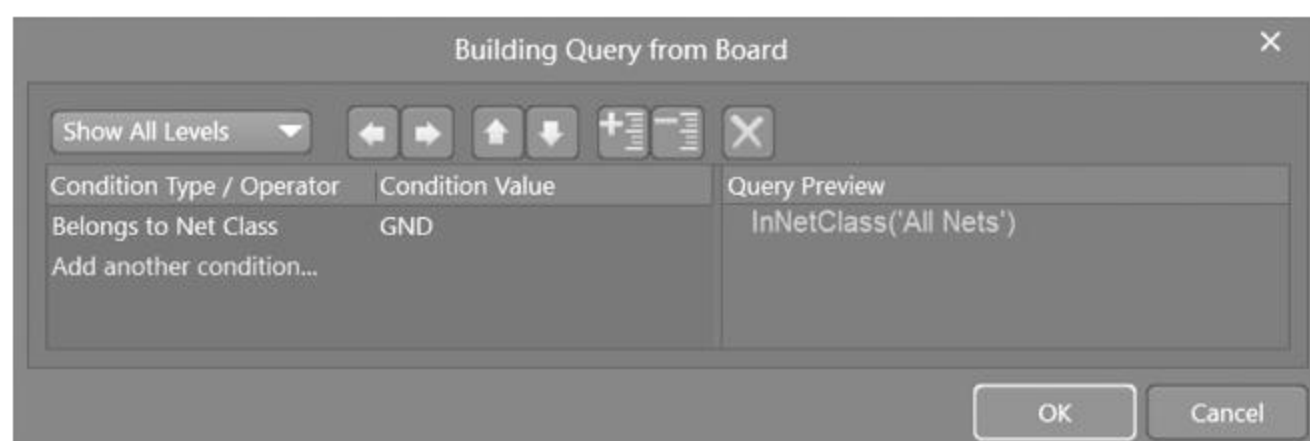 Building Query from Board
Show All Levels
Condition Type / Operator Condition Value Query Preview
Belongs to Net Class GND InNetClass('All Nets')
Add another condition...
OK Cancel